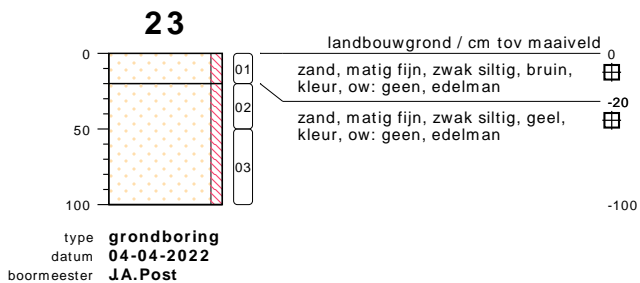 23
landbouwgrond / cm tov maaiveld
0
0
01
zand, matig fijn, zwak siltig, bruin,
kleur, ow: geen, edelman
-20
02
zand, matig fijn, zwak siltig, geel,
kleur, ow: geen, edelman
50
03
100
-100
type grondboring
datum 04-04-2022
boormeester J.A.Post